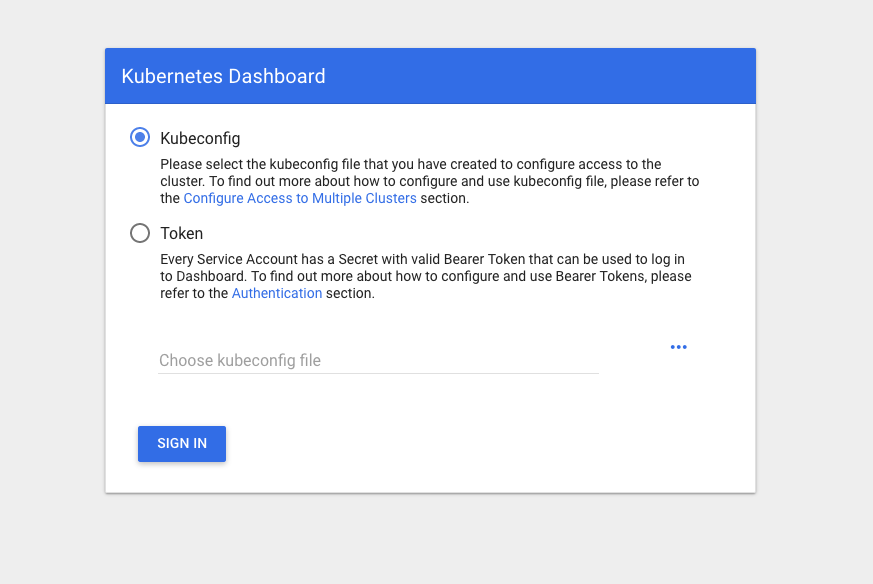 Kubernetes Dashboard
Kubeconfig
Please select the kubeconfig file that you have created to configure access to the
cluster. To find out more about how to configure and use kubeconfig file, please refer to
the Configure Access to Multiple Clusters section.
Token
Every Service Account has a Secret with valid Bearer Token that can be used to log in
to Dashboard. To find out more about how to configure and use Bearer Tokens, please
refer to the Authentication section.
Choose kubeconfig file
SIGN IN